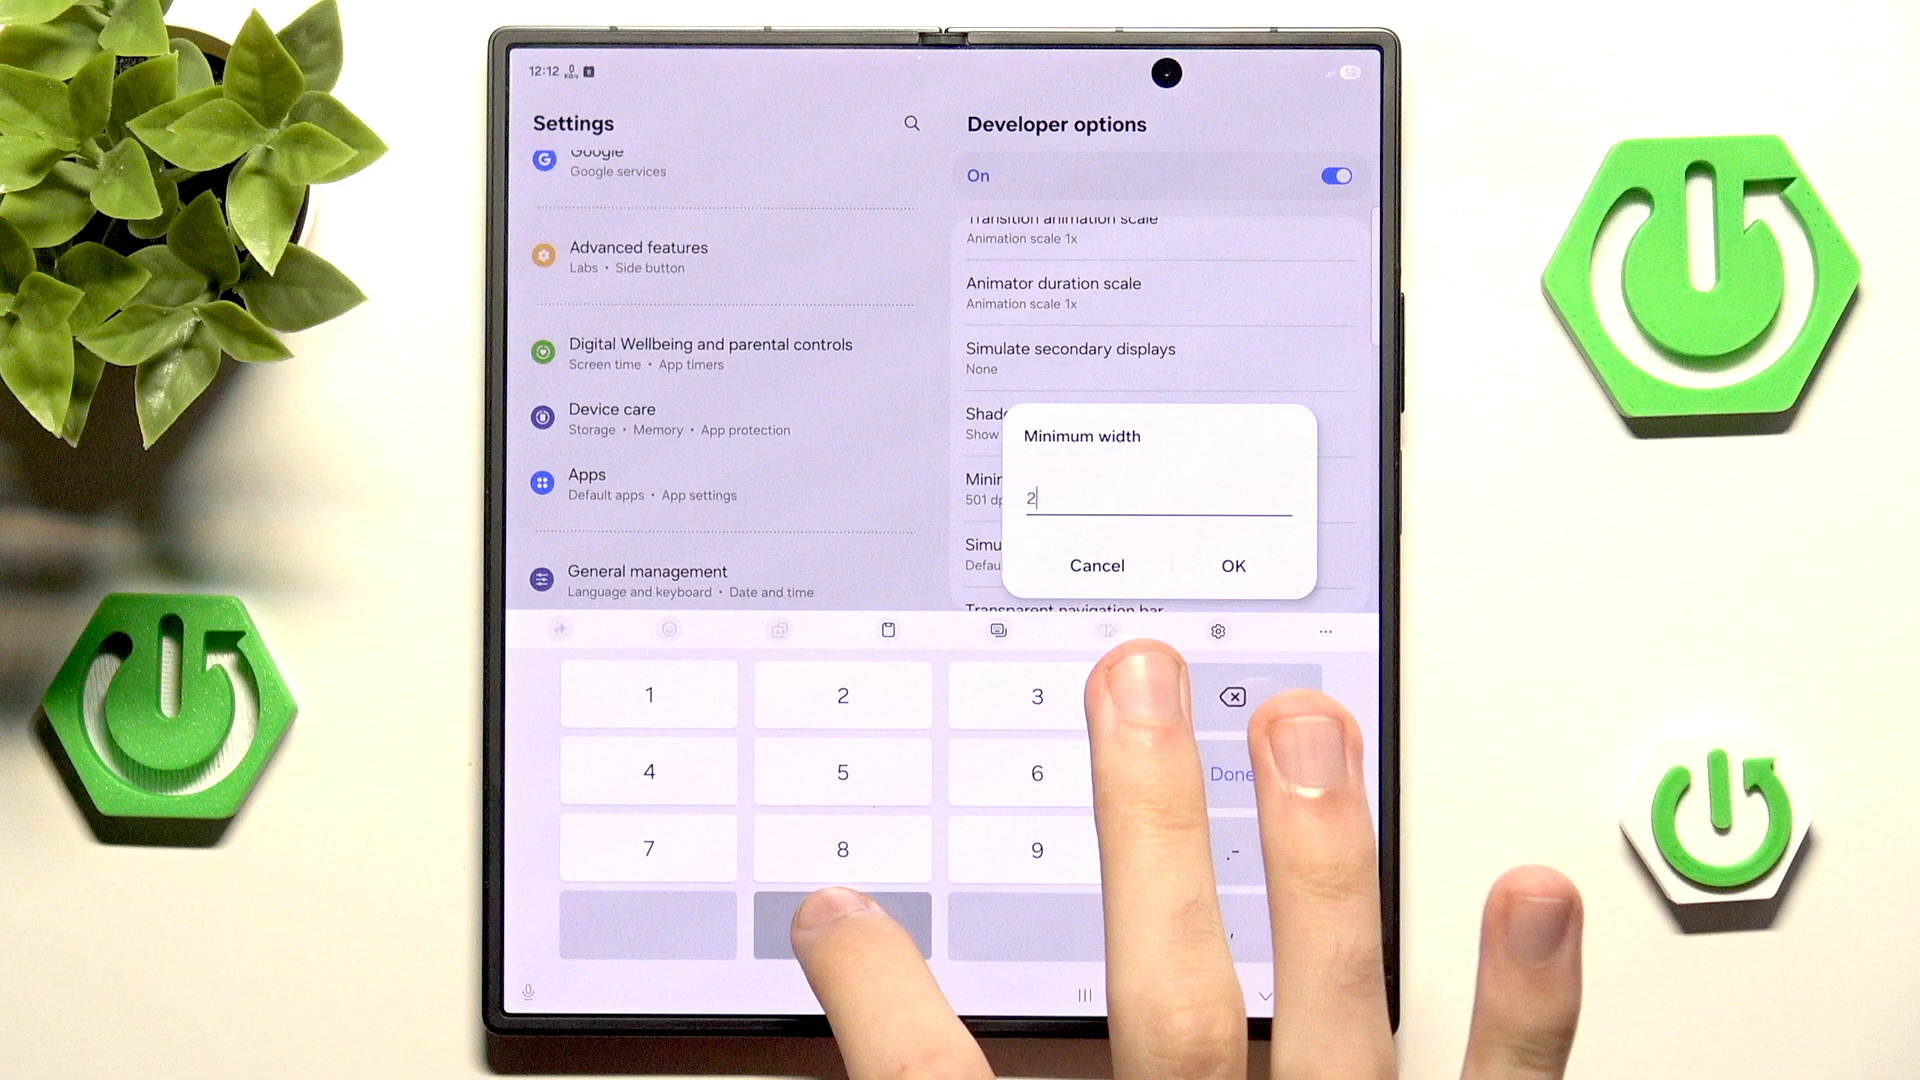 12:12 0 KB/s
52
Settings
Google
Google services
Advanced features
Labs • Side button
Digital Wellbeing and parental controls
Screen time • App timers
Device care
Storage • Memory • App protection
Apps
Default apps • App settings
General management
Language and keyboard • Date and time
Developer options
On
Transition animation scale
Animation scale 1x
Animator duration scale
Animation scale 1x
Simulate secondary displays
None
Shad
Show
Minin
501 dp
Simu
Defau
Transparent navigation bar
Minimum width
2
Cancel
OK
1 2 3
4 5 6 Done
7 8 9 .-
,